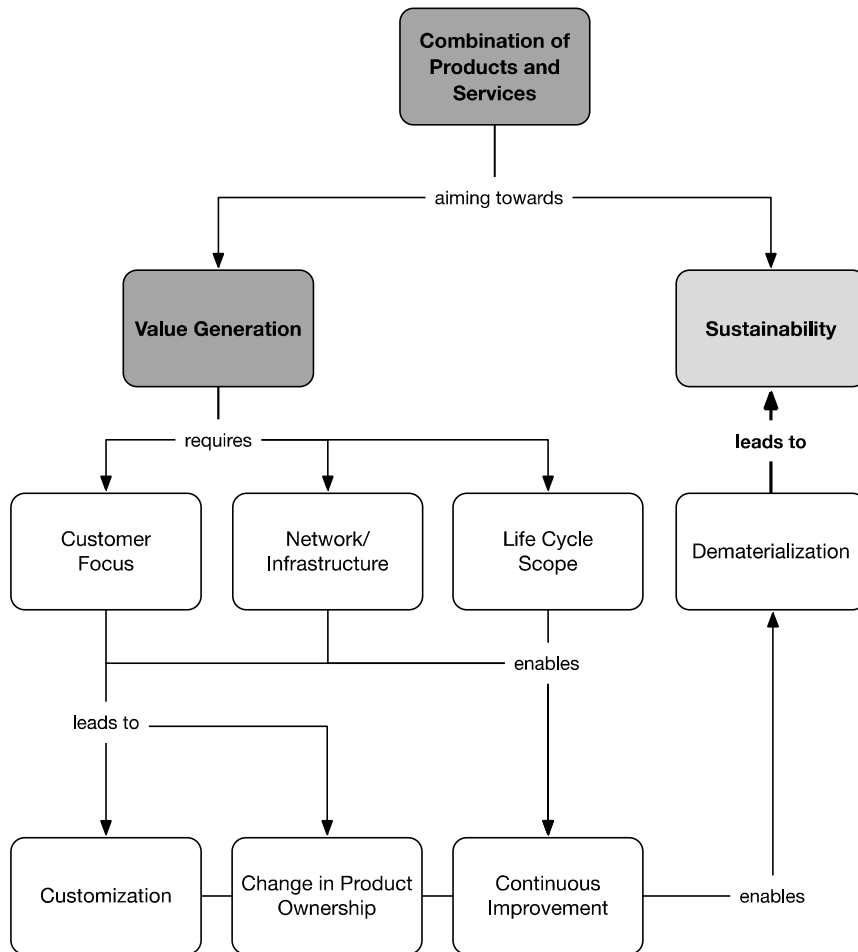 Combination of
Products and
Services
aiming towards
Value Generation
Sustainability
requires
leads to
Customer
Focus
Network/
Infrastructure
Life Cycle
Scope
Dematerialization
enables
leads to
Customization
Change in Product
Ownership
Continuous
Improvement
enables